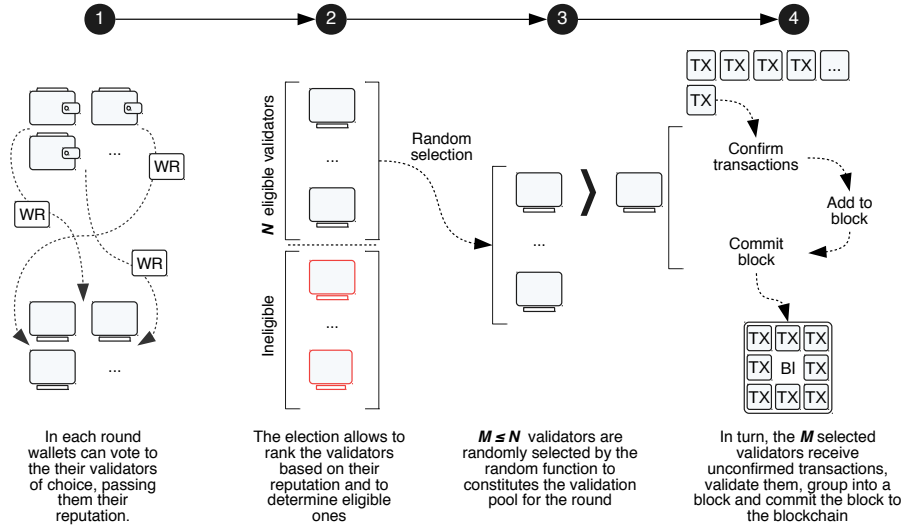 1
2
3
4
...
WR
WR
WR
...
In each round
wallets can vote to
the their validators
of choice, passing
them their
reputation.
N eligible validators
...
Ineligible
...
The election allows to
rank the validators
based on their
reputation and to
determine eligible
ones
Random
selection
...
M ≤ N validators are
randomly selected by the
random function to
constitutes the validation
pool for the round
TX TX TX TX ...
TX
Confirm
transactions
Add to
block
Commit
block
TX TX TX
TX BI TX
TX TX TX
In turn, the M selected
validators receive
unconfirmed transactions,
validate them, group into a
block and commit the block to
the blockchain